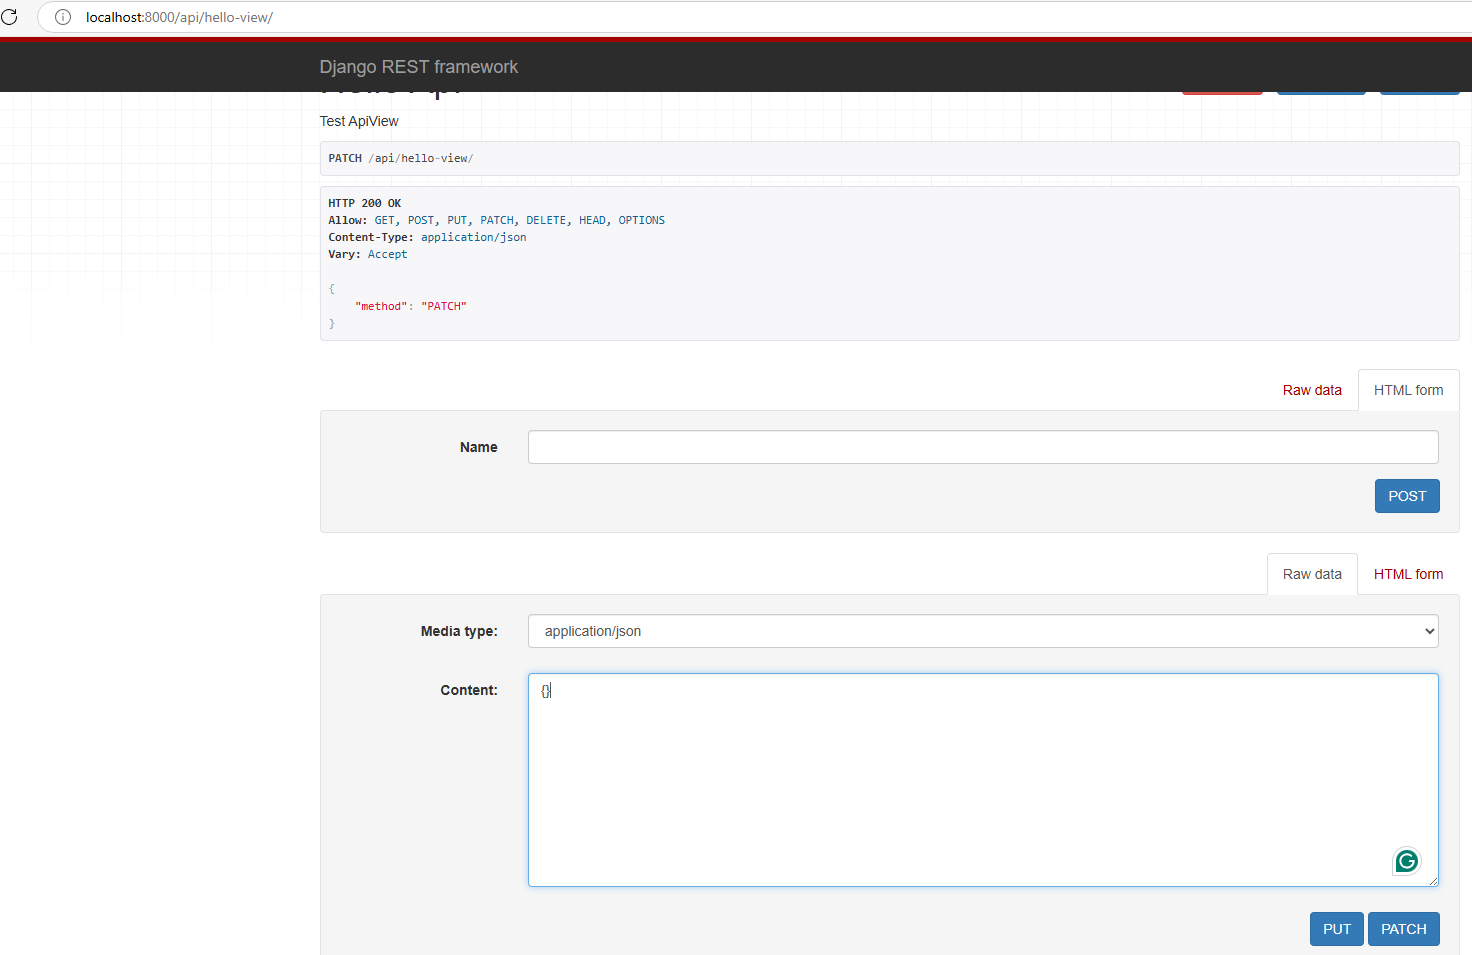 localhost:8000/api/hello-view/
Django REST framework
Test ApiView
PATCH /api/hello-view/
HTTP 200 OK
Allow: GET, POST, PUT, PATCH, DELETE, HEAD, OPTIONS
Content-Type: application/json
Vary: Accept
{
"method": "PATCH"
}
Raw data HTML form
Name
POST
Raw data HTML form
Media type: application/json
Content: {}
PUT PATCH